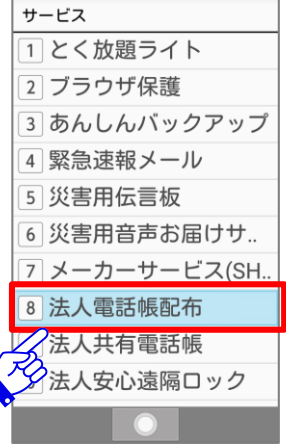 サービス
1 とく放題ライト
2 ブラウザ保護
3 あんしんバックアップ
4 緊急速報メール
5 災害用伝言板
6 災害用音声お届けサ..
7 メーカーサービス(SH..
8 法人電話帳配布
法人共有電話帳
法人安心遠隔ロック